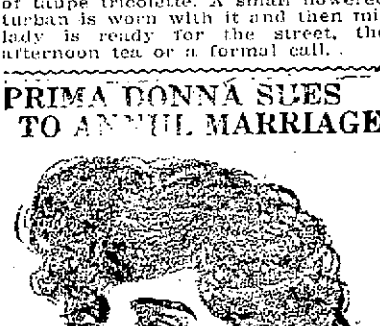 of taupe tricolette. A small flowered
turban is worn with it and then mi
lady is ready for the street, the
afternoon tea or a formal call.
PRIMA DONNA SUES
TO ANNUL MARRIAGE